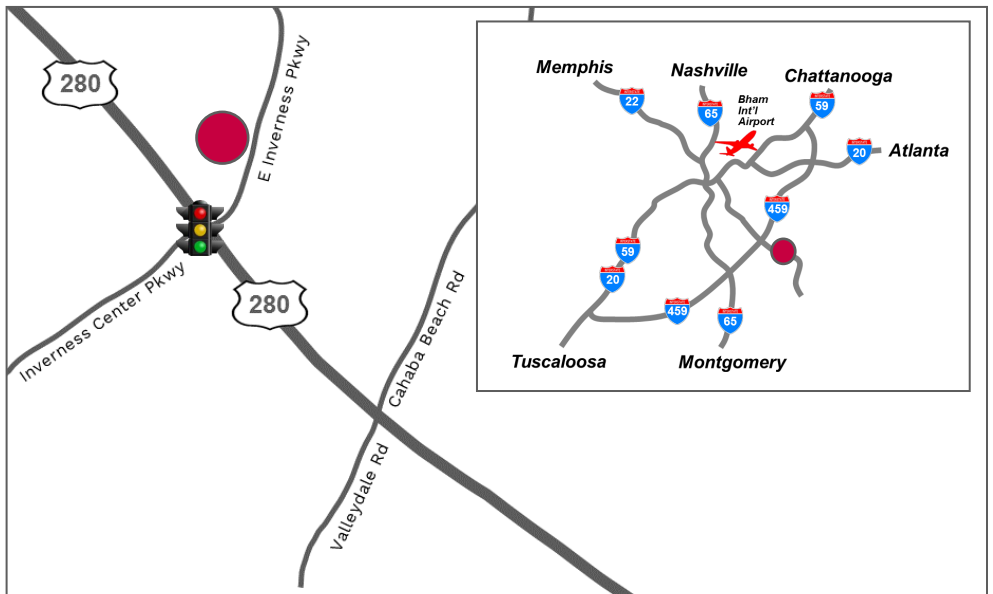 280
E Inverness Pkwy
Inverness Center Pkwy
280
Cahaba Beach Rd
Valleydale Rd
Memphis
Nashville
Chattanooga
22
65
Bham
Int'l
Airport
59
20
Atlanta
459
59
20
459
65
Tuscaloosa
Montgomery